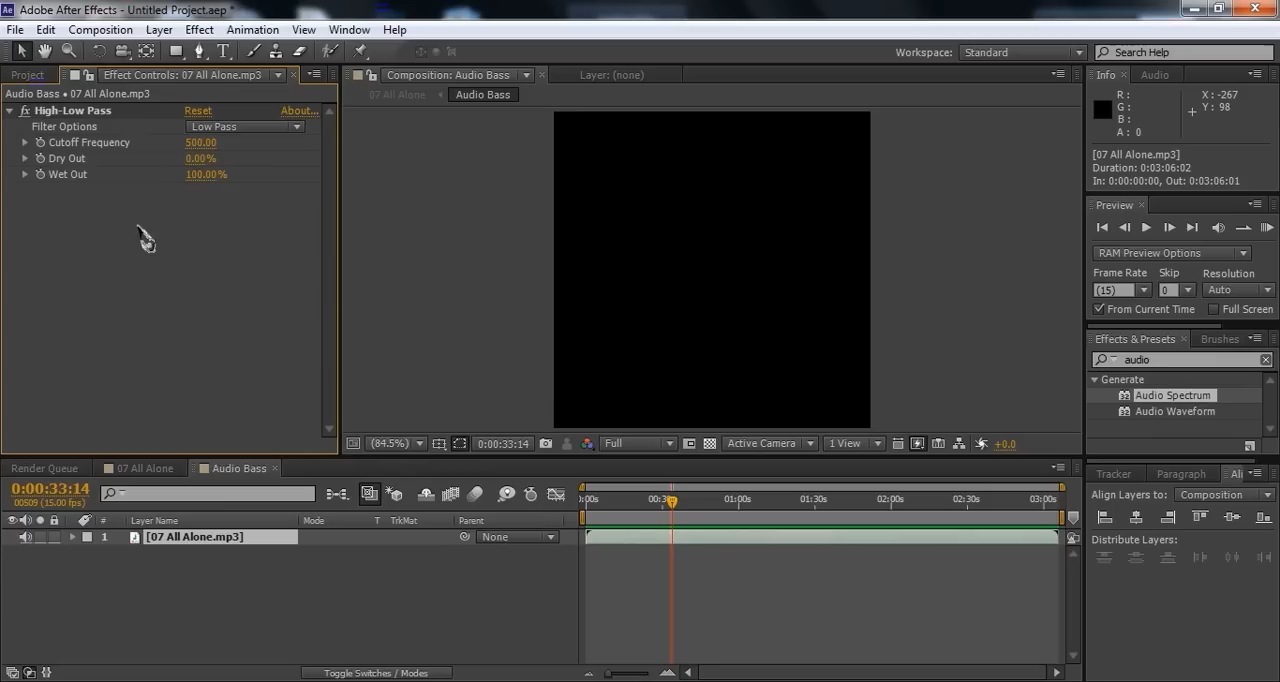 Adobe After Effects - Untitled Project.aep *
File Edit Composition Layer Effect Animation View Window Help
Workspace: Standard Search Help
Project Effect Controls: 07 All Alone.mp3
Audio Bass • 07 All Alone.mp3
High-Low Pass Reset About...
Filter Options Low Pass
Cutoff Frequency 500.00
Dry Out 0.00%
Wet Out 100.00%
Composition: Audio Bass Layer: (none)
07 All Alone Audio Bass
(84.5%) 0:00:33:14 Full Active Camera 1 View +0.0
Info Audio
R : X : -267
G : Y : 98
B :
A : 0
[07 All Alone.mp3]
Duration: 0:03:06:02
In: 0:00:00:00, Out: 0:03:06:01
Preview
RAM Preview Options
Frame Rate Skip Resolution
(15) 0 Auto
From Current Time Full Screen
Effects & Presets Brushes
audio
Generate
Audio Spectrum
Audio Waveform
Tracker Paragraph Ali
Align Layers to: Composition
Distribute Layers:
Render Queue 07 All Alone Audio Bass
0:00:33:14
00509 (15.00 fps)
# Layer Name Mode T TrkMat Parent
1 [07 All Alone.mp3] None
:00s 00:30s 01:00s 01:30s 02:00s 02:30s 03:00s
Toggle Switches / Modes